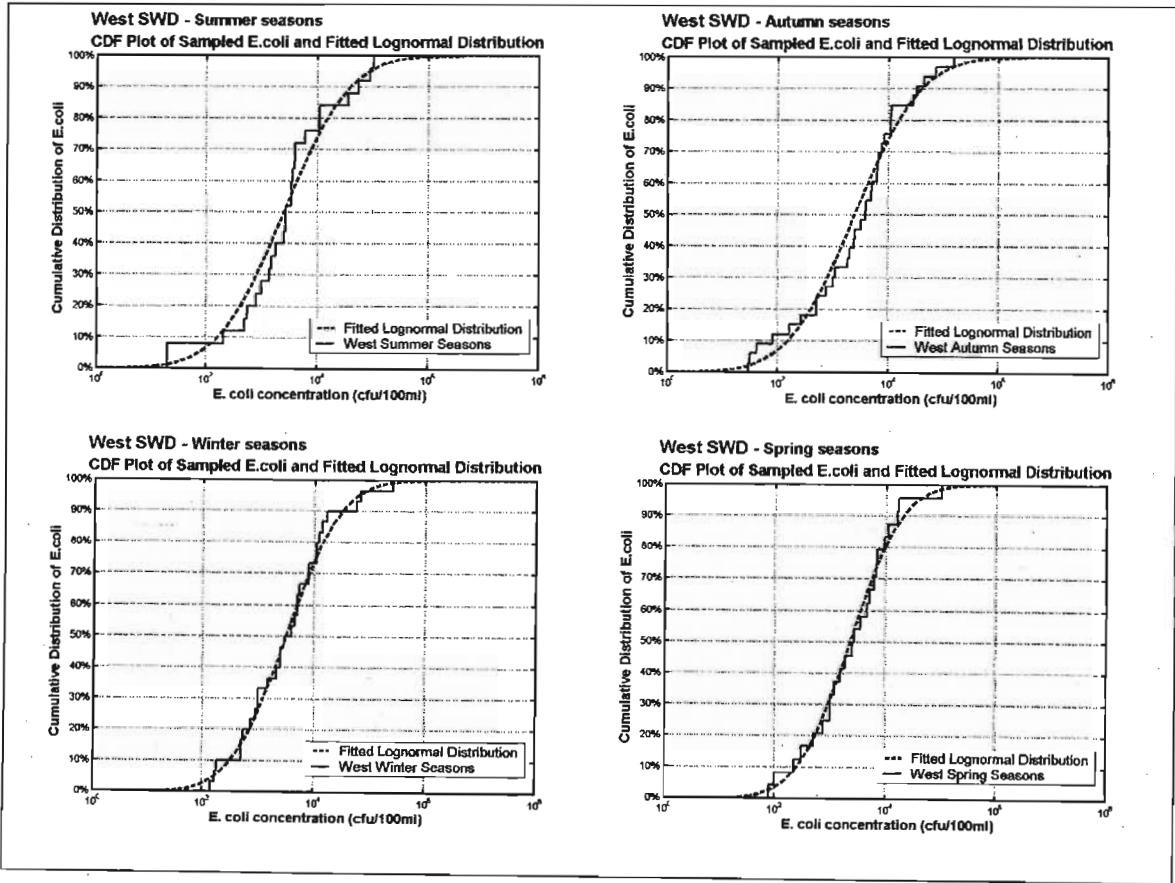 West SWD - Summer seasons
CDF Plot of Sampled E.coli and Fitted Lognormal Distribution
Cumulative Distribution of E.coli
100%
90%
80%
70%
60%
50%
40%
30%
20%
10%
0%
Fitted Lognormal Distribution
West Summer Seasons
10⁴
E. coli concentration (cfu/100ml)
West SWD - Autumn seasons
CDF Plot of Sampled E.coli and Fitted Lognormal Distribution
Cumulative Distribution of E.coli
100%
90%
80%
70%
60%
50%
40%
30%
20%
10%
0%
Fitted Lognormal Distribution
West Autumn Seasons
10⁴
E. coli concentration (cfu/100ml)
West SWD - Winter seasons
CDF Plot of Sampled E.coli and Fitted Lognormal Distribution
Cumulative Distribution of E.coli
100%
90%
80%
70%
60%
50%
40%
30%
20%
10%
0%
Fitted Lognormal Distribution
West Winter Seasons
10⁴
E. coli concentration (cfu/100ml)
West SWD - Spring seasons
CDF Plot of Sampled E.coli and Fitted Lognormal Distribution
Cumulative Distribution of E.coli
100%
90%
80%
70%
60%
50%
40%
30%
20%
10%
0%
Fitted Lognormal Distribution
West Spring Seasons
10⁴
E. coli concentration (cfu/100ml)